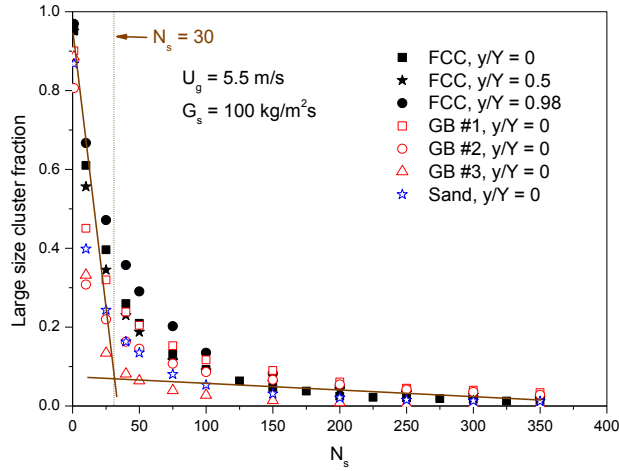 1.0
0.8
0.6
0.4
0.2
0.0
Large size cluster fraction
N_s = 30
U_g = 5.5 m/s
G_s = 100 kg/m²s
FCC, y/Y = 0
FCC, y/Y = 0.5
FCC, y/Y = 0.98
GB #1, y/Y = 0
GB #2, y/Y = 0
GB #3, y/Y = 0
Sand, y/Y = 0
0 50 100 150 200 250 300 350 400
N_s